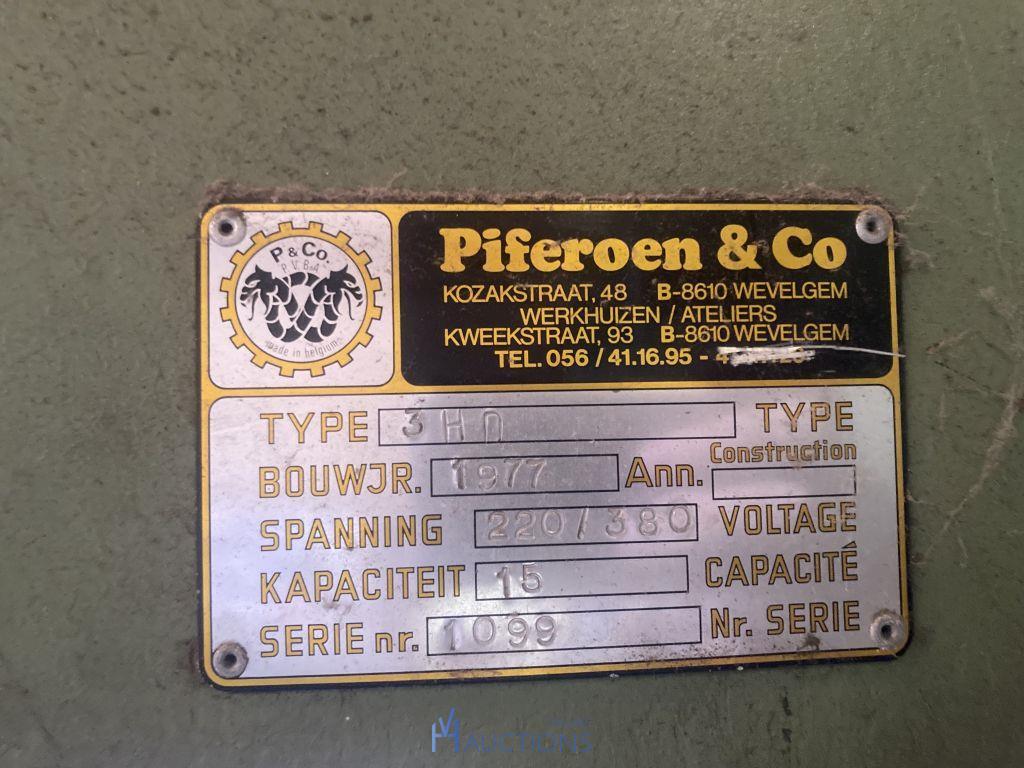 P & Co.
P.V.B.A
made in belgium
Piferoen & Co
KOZAKSTRAAT, 48 B-8610 WEVELGEM
WERKHUIZEN / ATELIERS
KWEEKSTRAAT, 93 B-8610 WEVELGEM
TEL. 056 / 41.16.95 - 4
TYPE 3HD TYPE
BOUWJR. 1977 Ann. Construction
SPANNING 220/380 VOLTAGE
KAPACITEIT 15 CAPACITÉ
SERIE nr. 1099 Nr. SERIE
AUCTIONS